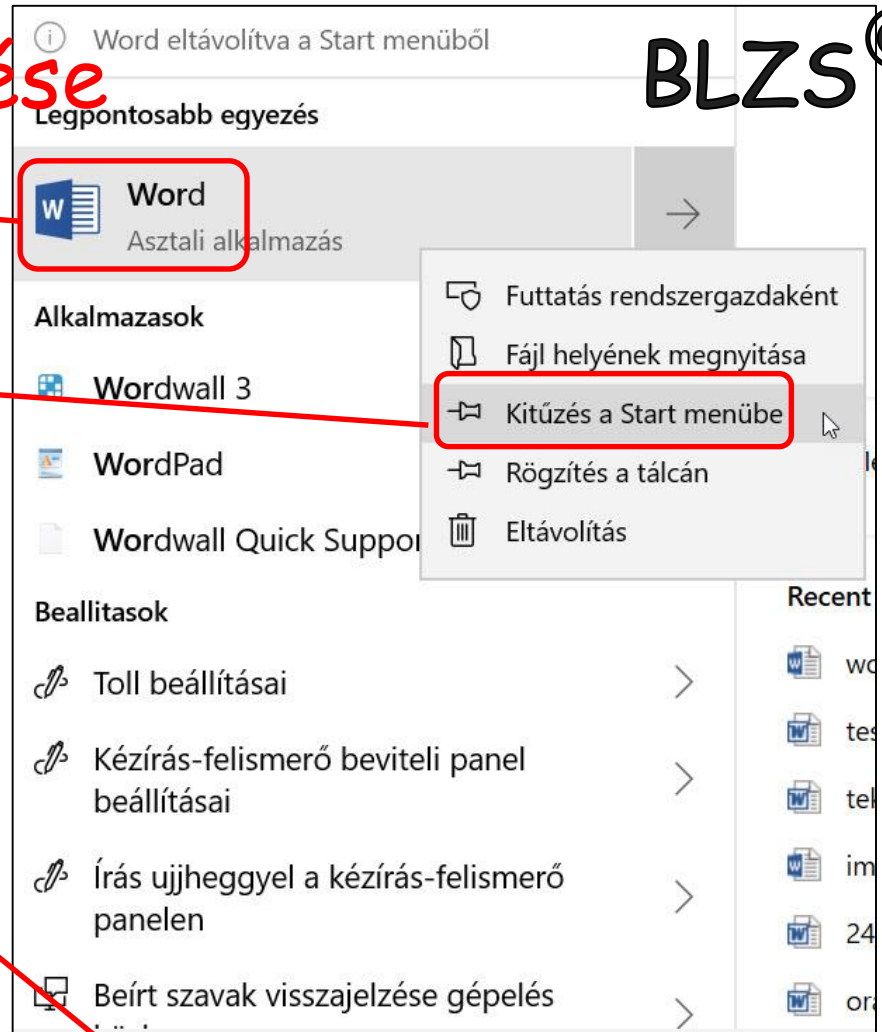 Word eltávolítva a Start menüből
BLZS
Legpontosabb egyezés
Word
Asztali alkalmazás
Futtatás rendszergazdaként
Alkalmazasok
Fájl helyének megnyitása
Wordwall 3
Kitűzés a Start menübe
WordPad
Rögzítés a tálcán
Wordwall Quick
Eltávolítás
Beallitasok
Recent
Toll beállításai
Kézírás-felismerő beviteli panel
beállításai
Írás ujjheggyel a kézírás-felismerő
panelen
24
Beírt szavak visszajelzése gépelés